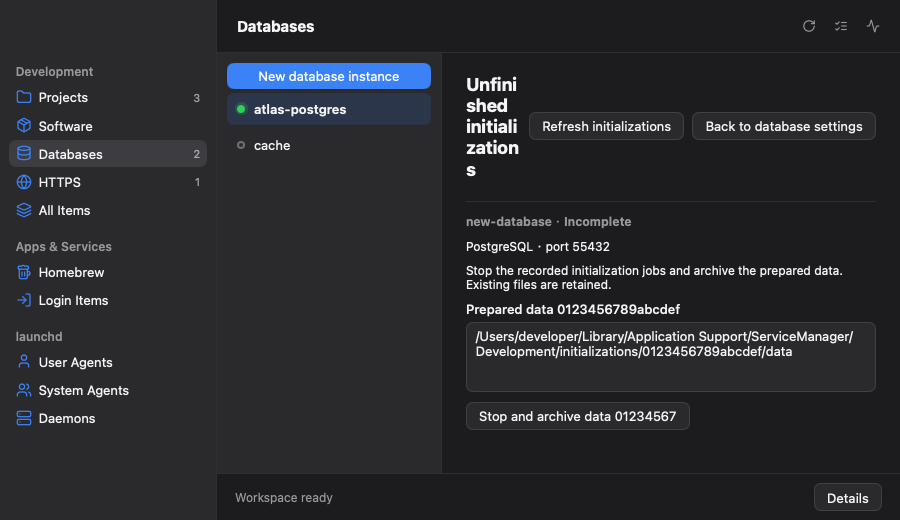 Databases
Development
Projects 3
Software
Databases 2
HTTPS 1
All Items
Apps & Services
Homebrew
Login Items
launchd
User Agents
System Agents
Daemons
New database instance
atlas-postgres
cache
Unfini
shed
initiali
zation
s
Refresh initializations
Back to database settings
new-database · Incomplete
PostgreSQL · port 55432
Stop the recorded initialization jobs and archive the prepared data.
Existing files are retained.
Prepared data 0123456789abcdef
/Users/developer/Library/Application Support/ServiceManager/
Development/initializations/0123456789abcdef/data
Stop and archive data 01234567
Workspace ready
Details